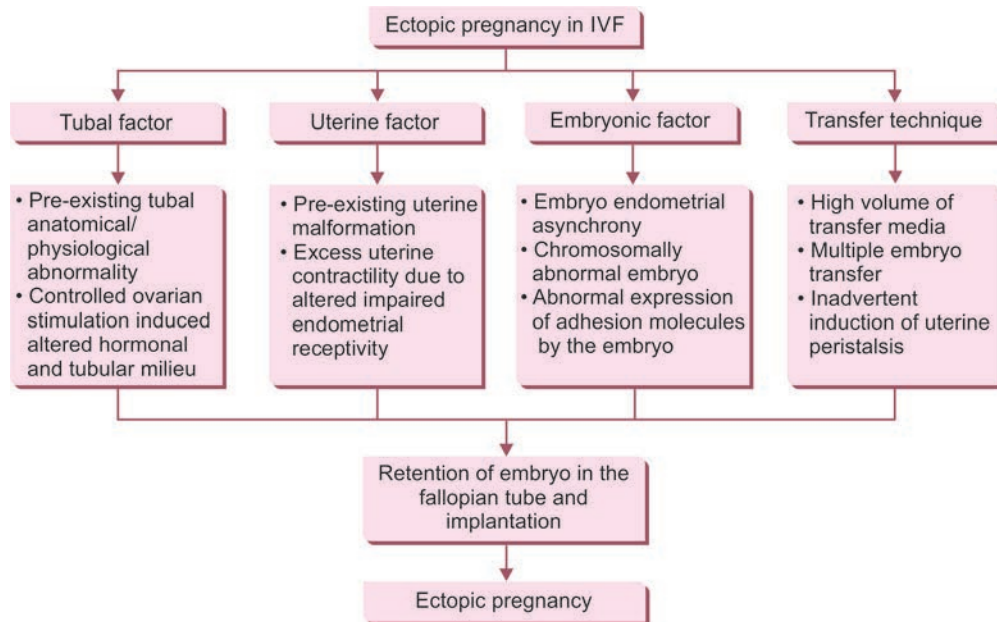 Ectopic pregnancy in IVF
Tubal factor
Uterine factor
Embryonic factor
Transfer technique
• Pre-existing tubal
anatomical/
physiological
abnormality
• Controlled ovarian
stimulation induced
altered hormonal
and tubular milieu
• Pre-existing uterine
malformation
• Excess uterine
contractility due to
altered impaired
endometrial
receptivity
• Embryo endometrial
asynchrony
• Chromosomally
abnormal embryo
• Abnormal expression
of adhesion molecules
by the embryo
• High volume of
transfer media
• Multiple embryo
transfer
• Inadvertent
induction of uterine
peristalsis
Retention of embryo in the
fallopian tube and
implantation
Ectopic pregnancy